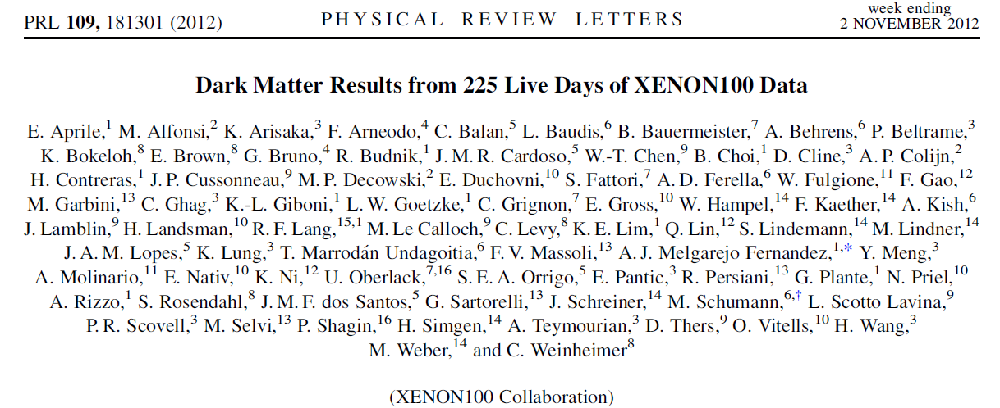 PRL 109, 181301 (2012) PHYSICAL REVIEW LETTERS week ending 2 NOVEMBER 2012
Dark Matter Results from 225 Live Days of XENON100 Data
E. Aprile,1 M. Alfonsi,2 K. Arisaka,3 F. Arneodo,4 C. Balan,5 L. Baudis,6 B. Bauermeister,7 A. Behrens,6 P. Beltrame,3
K. Bokeloh,8 E. Brown,8 G. Bruno,4 R. Budnik,1 J. M. R. Cardoso,5 W.-T. Chen,9 B. Choi,1 D. Cline,3 A. P. Colijn,2
H. Contreras,1 J. P. Cussonneau,9 M. P. Decowski,2 E. Duchovni,10 S. Fattori,7 A. D. Ferella,6 W. Fulgione,11 F. Gao,12
M. Garbini,13 C. Ghag,3 K.-L. Giboni,1 L. W. Goetzke,1 C. Grignon,7 E. Gross,10 W. Hampel,14 F. Kaether,14 A. Kish,6
J. Lamblin,9 H. Landsman,10 R. F. Lang,15,1 M. Le Calloch,9 C. Levy,8 K. E. Lim,1 Q. Lin,12 S. Lindemann,14 M. Lindner,14
J. A. M. Lopes,5 K. Lung,3 T. Marrodán Undagoitia,6 F. V. Massoli,13 A. J. Melgarejo Fernandez,1,* Y. Meng,3
A. Molinario,11 E. Nativ,10 K. Ni,12 U. Oberlack,7,16 S. E. A. Orrigo,5 E. Pantic,3 R. Persiani,13 G. Plante,1 N. Priel,10
A. Rizzo,1 S. Rosendahl,8 J. M. F. dos Santos,5 G. Sartorelli,13 J. Schreiner,14 M. Schumann,6,† L. Scotto Lavina,9
P. R. Scovell,3 M. Selvi,13 P. Shagin,16 H. Simgen,14 A. Teymourian,3 D. Thers,9 O. Vitells,10 H. Wang,3
M. Weber,14 and C. Weinheimer8
(XENON100 Collaboration)